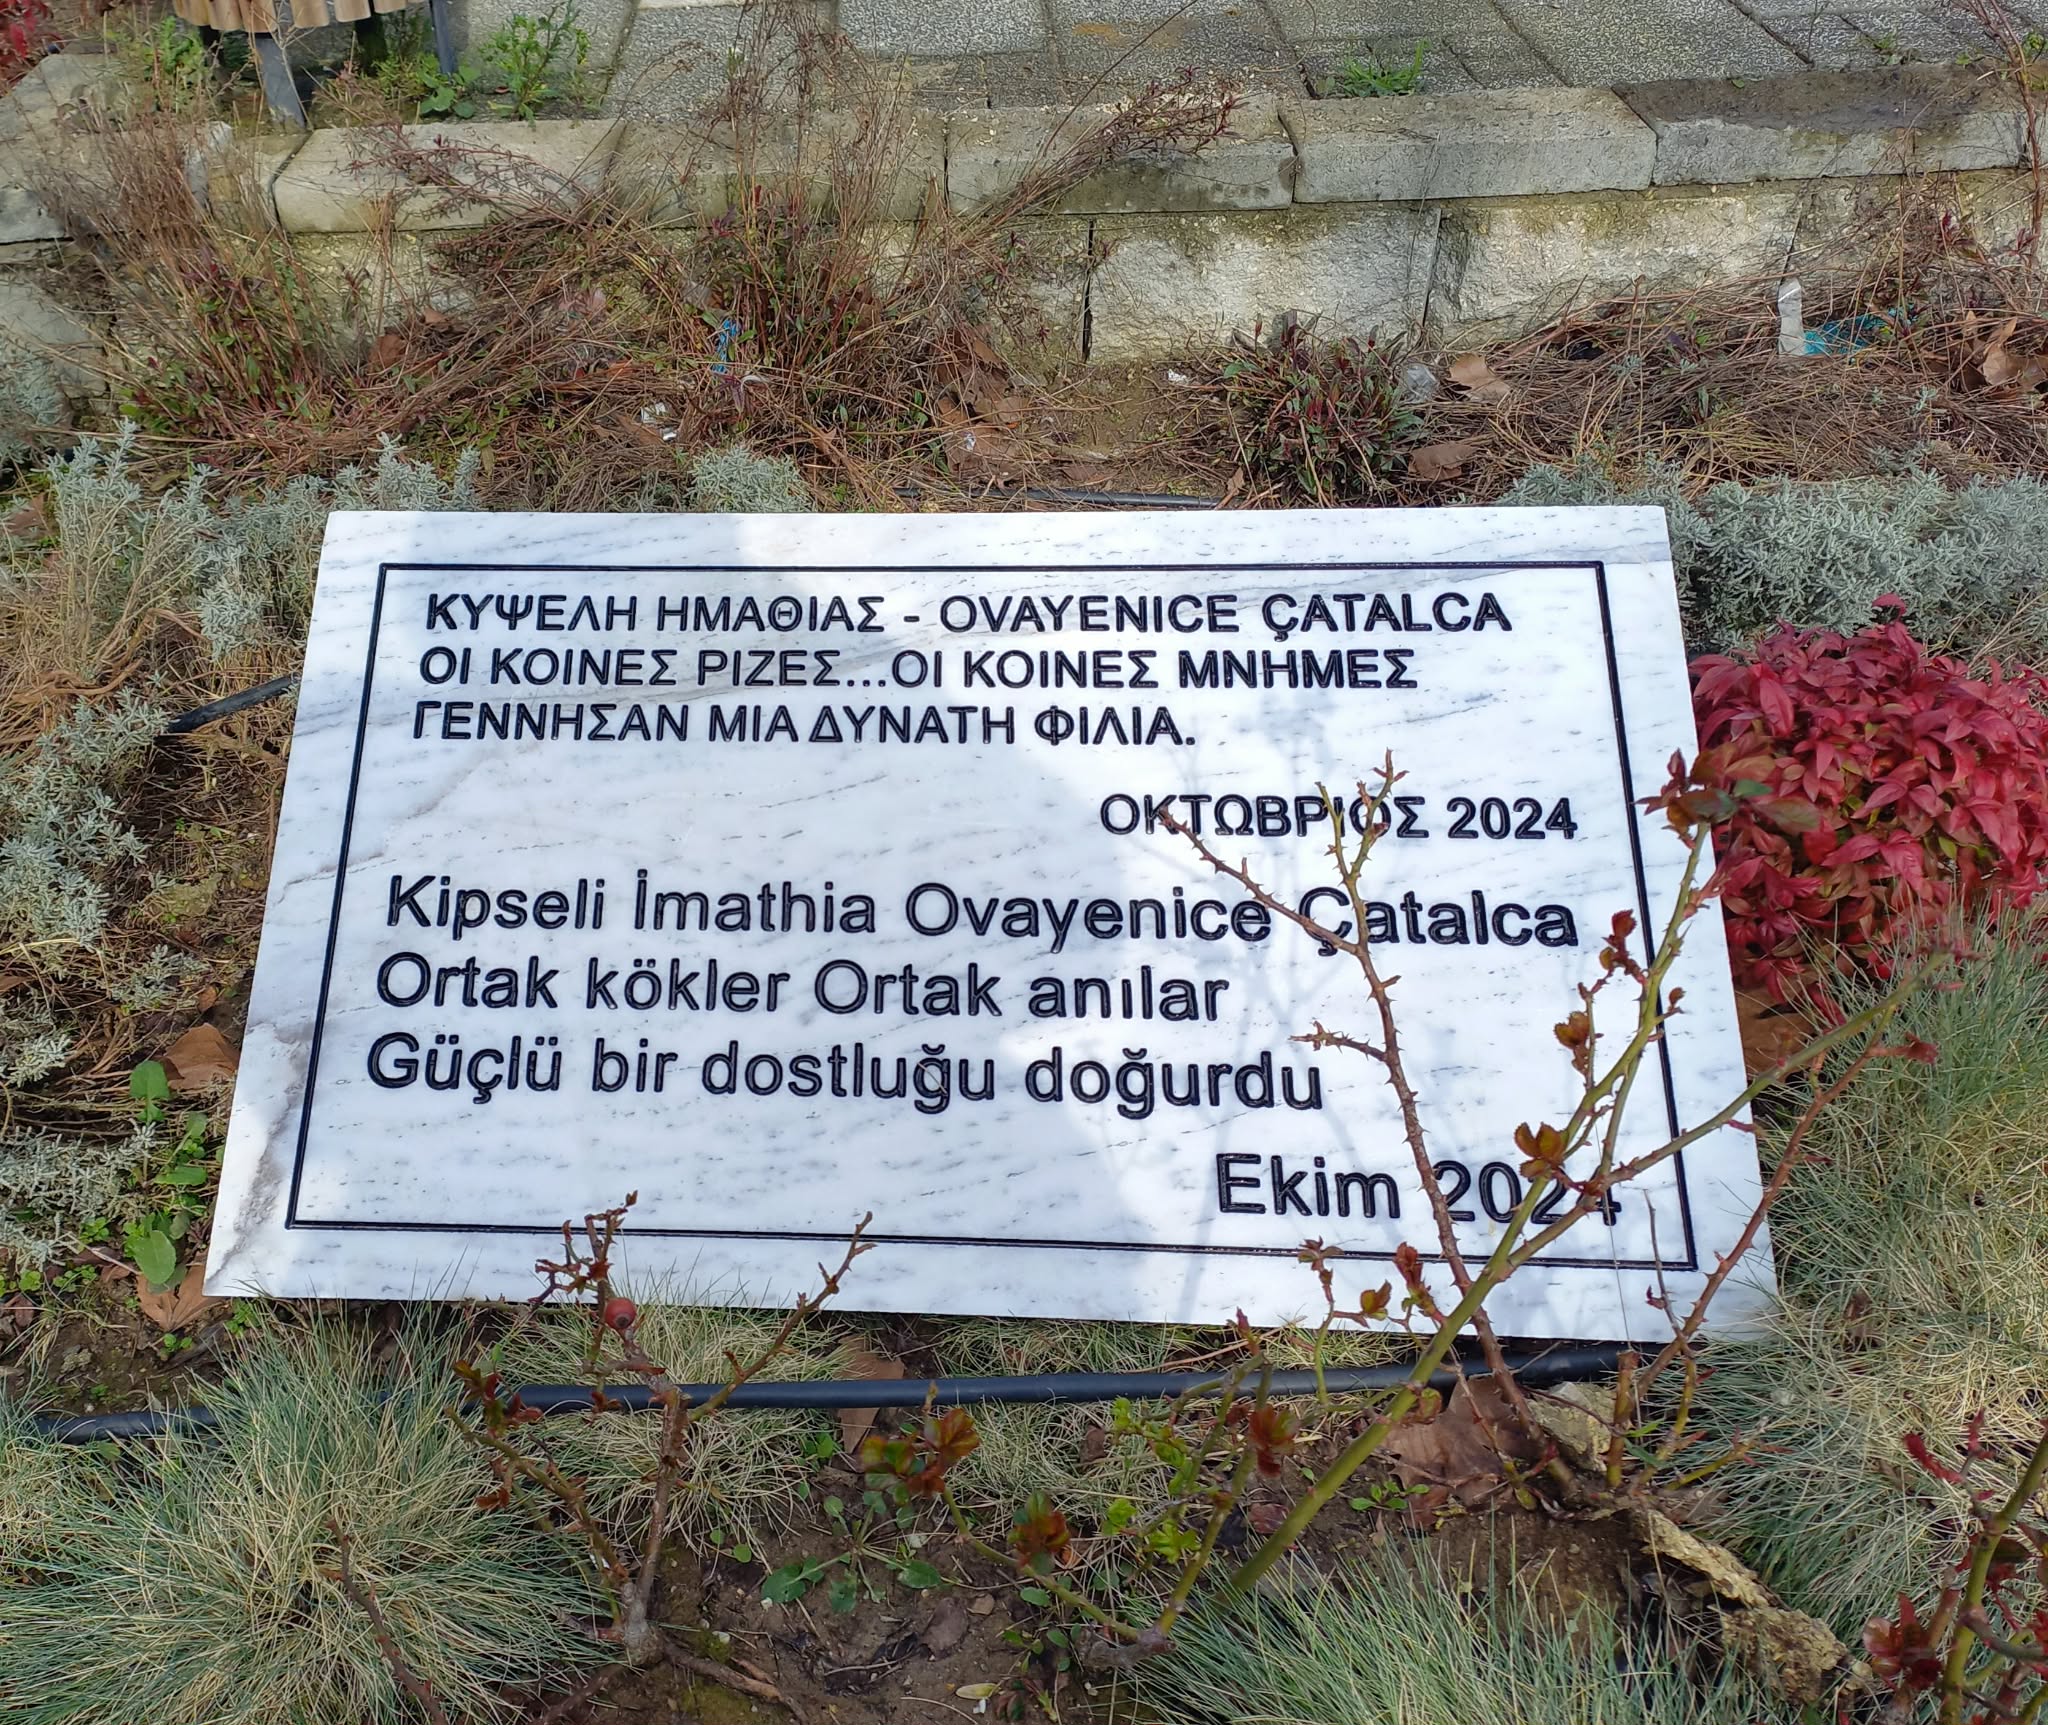 ΚΥΨΕΛΗ ΗΜΑΘΙΑΣ - OVAYENICE ÇATALCA
ΟΙ ΚΟΙΝΕΣ ΡΙΖΕΣ...ΟΙ ΚΟΙΝΕΣ ΜΝΗΜΕΣ
ΓΕΝΝΗΣΑΝ ΜΙΑ ΔΥΝΑΤΗ ΦΙΛΙΑ.
ΟΚΤΩΒΡΙΟΣ 2024
Kipseli İmathia Ovayenice Çatalca
Ortak kökler Ortak anılar
Güçlü bir dostluğu doğurdu
Ekim 2024